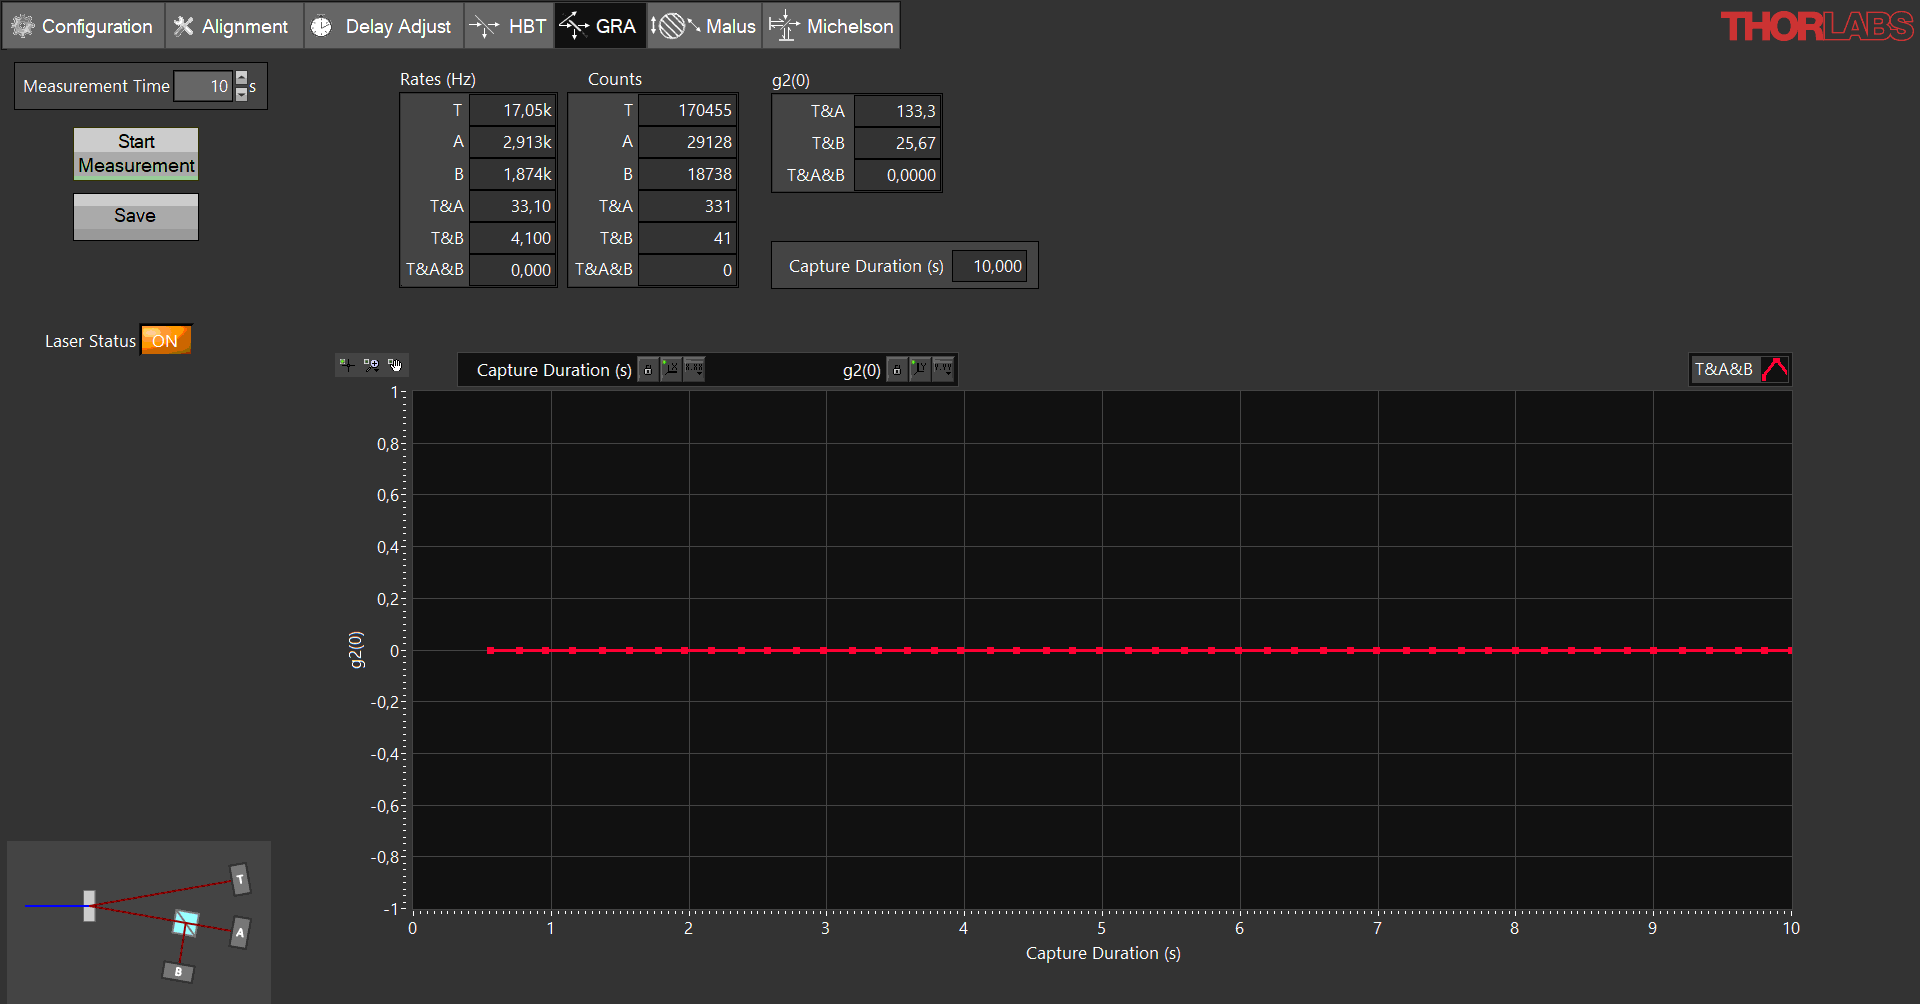 Configuration Alignment Delay Adjust HBT GRA Malus Michelson
THORLABS
Measurement Time 10 s
Start
Measurement
Save
Laser Status ON
Rates (Hz)
T 17,05k
A 2,913k
B 1,874k
T&A 33,10
T&B 4,100
T&A&B 0,000
Counts
T 170455
A 29128
B 18738
T&A 331
T&B 41
T&A&B 0
g2(0)
T&A 133,3
T&B 25,67
T&A&B 0,0000
Capture Duration (s) 10,000
Capture Duration (s) g2(0)
T&A&B
1
0,8
0,6
0,4
0,2
0
-0,2
-0,4
-0,6
-0,8
-1
g2(0)
0 1 2 3 4 5 6 7 8 9 10
Capture Duration (s)
T
A
B